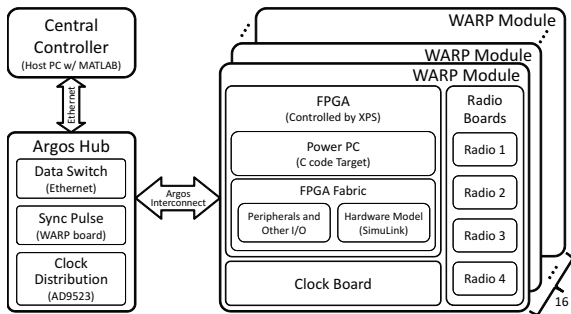 Central
Controller
(Host PC w/ MATLAB)
Ethernet
Argos Hub
Data Switch
(Ethernet)
Sync Pulse
(WARP board)
Clock
Distribution
(AD9523)
Argos
Interconnect
WARP Module
WARP Module
WARP Module
FPGA
(Controlled by XPS)
Power PC
(C code Target)
FPGA Fabric
Peripherals and
Other I/O
Hardware Model
(SimuLink)
Clock Board
Radio
Boards
Radio 1
Radio 2
Radio 3
Radio 4
16